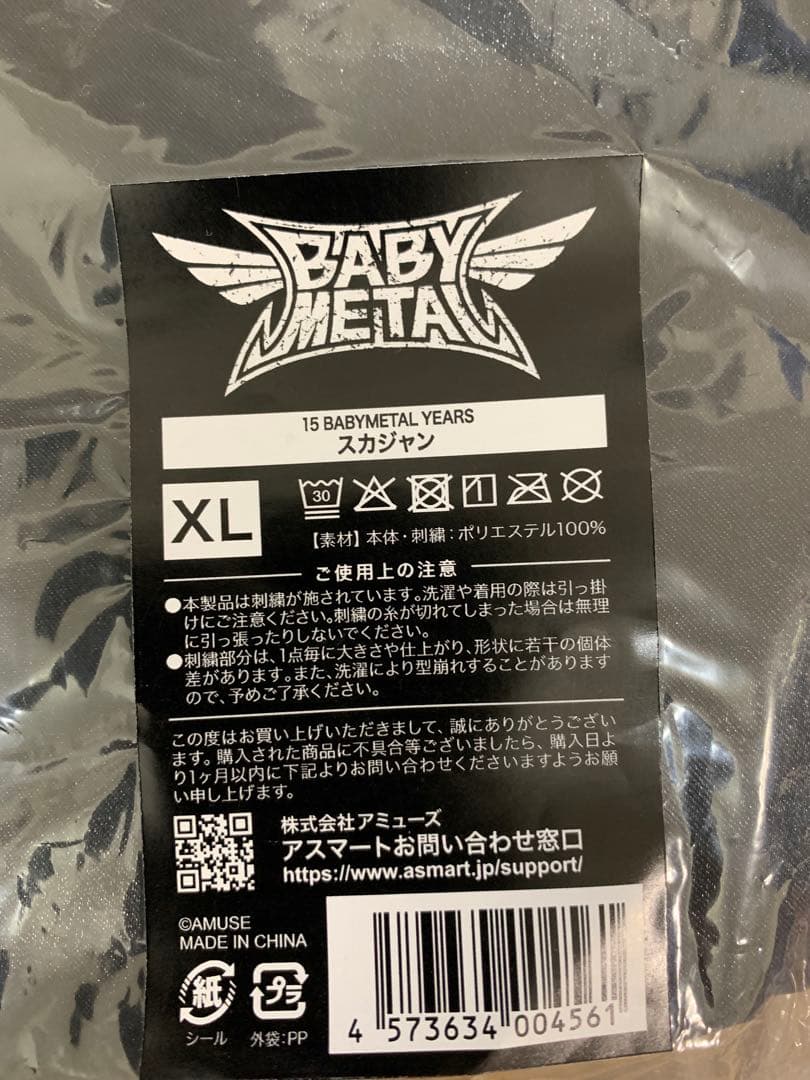 BABY
METAL
15 BABYMETAL YEARS
スカジャン
XL
30
【素材】本体・刺繍：ポリエステル100%
ご使用上の注意
●本製品は刺繍が施されています。洗濯や着用の際は引っ掛
けにご注意ください。刺繍の糸が切れてしまった場合は無理
に引っ張ったりしないでください。
●刺繍部分は、1点毎に大きさや仕上がり、形状に若干の個体
差があります。また、洗濯により型崩れすることがあります
ので、予めご了承ください。
この度はお買い上げいただきまして、誠にありがとうござい
ます。購入された商品に不具合等ございましたら、購入日よ
り1ヶ月以内に下記よりお問い合わせくださいますようお願
い申し上げます。
株式会社アミューズ
アスマートお問い合わせ窓口
https://www.asmart.jp/support/
©AMUSE
MADE IN CHINA
紙
シール
プラ
外袋:PP
4 573634 004561